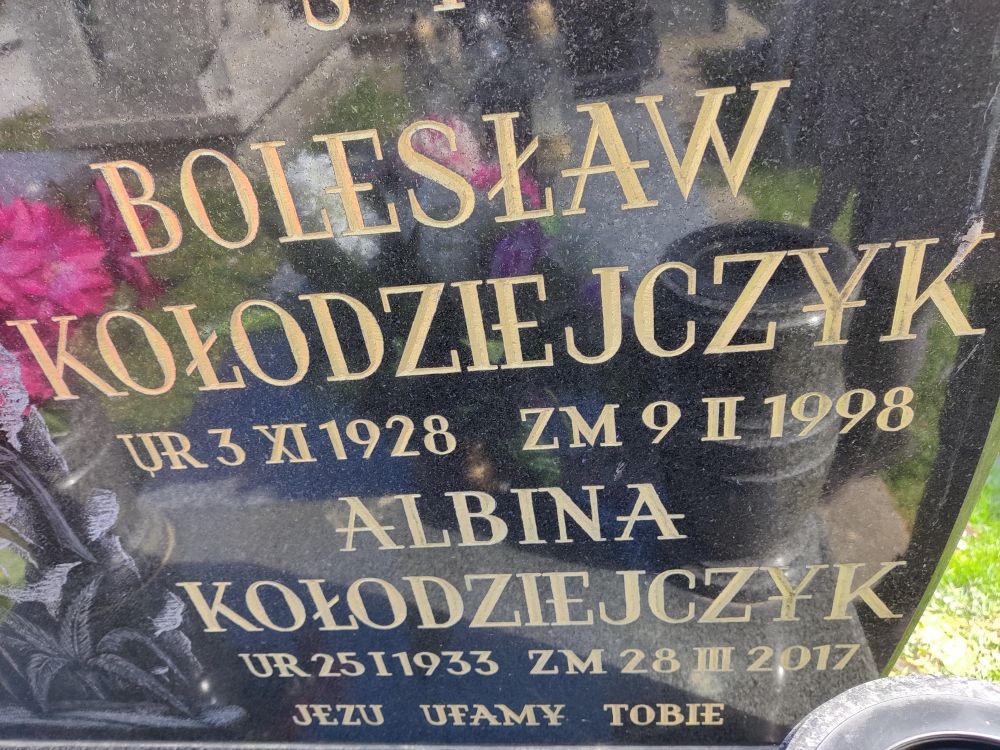 BOLESŁAW
KOŁODZIEJCZYK
UR 3 XI 1928 ZM 9 II 1998
ALBINA
KOŁODZIEJCZYK
UR 25 I 1933 ZM 28 III 2017
JEZU UFAMY TOBIE